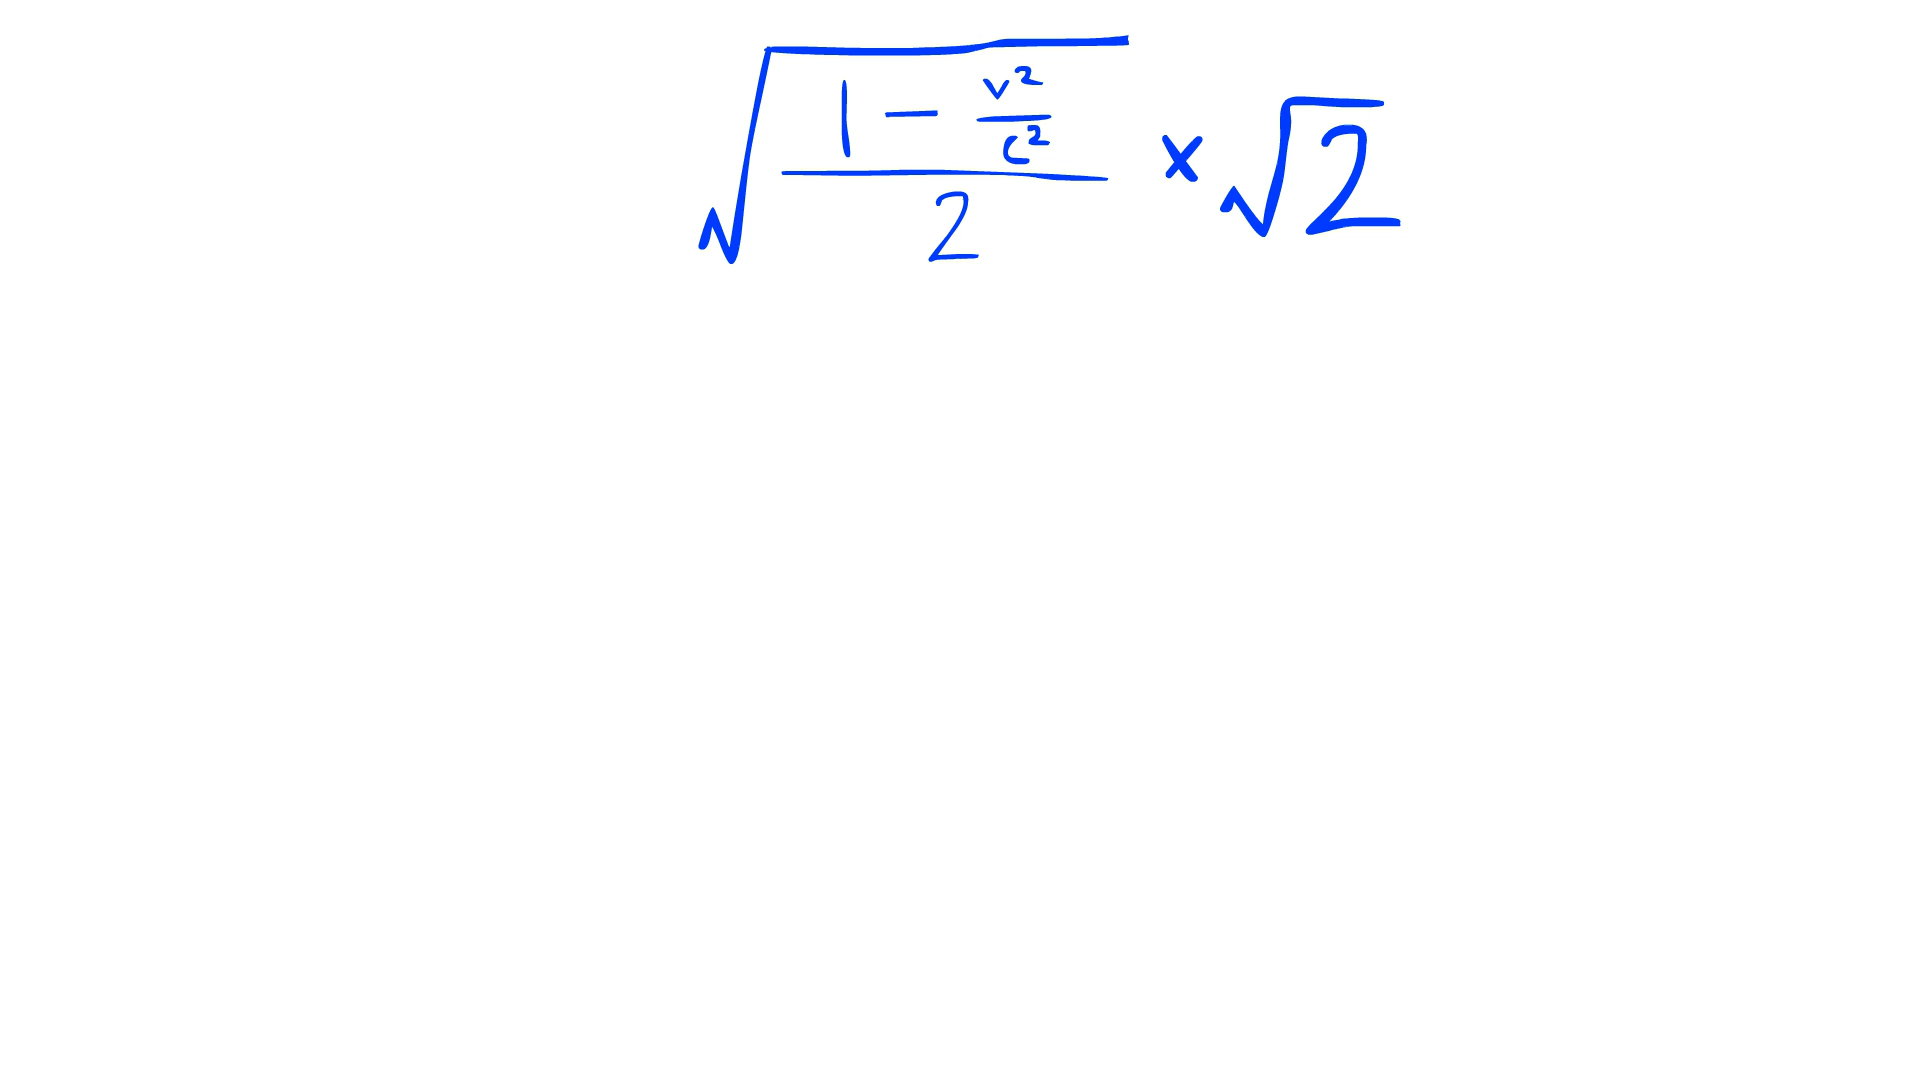 √((1 - v²/c²)/2) × √2